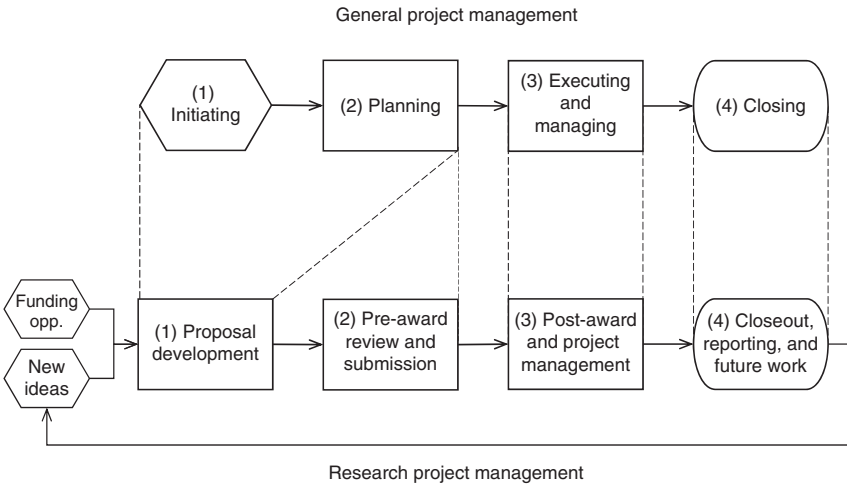 General project management
(1)
Initiating
(2) Planning
(3) Executing
and
managing
(4) Closing
Funding
opp.
New
ideas
(1) Proposal
development
(2) Pre-award
review and
submission
(3) Post-award
and project
management
(4) Closeout,
reporting, and
future work
Research project management